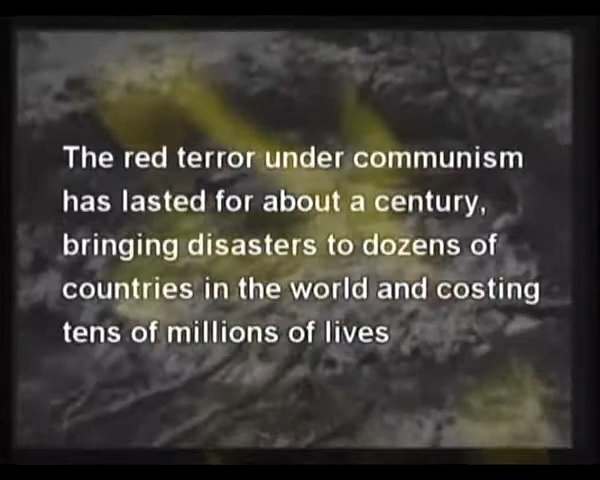 The red terror under communism
has lasted for about a century,
bringing disasters to dozens of
countries in the world and costing
tens of millions of lives